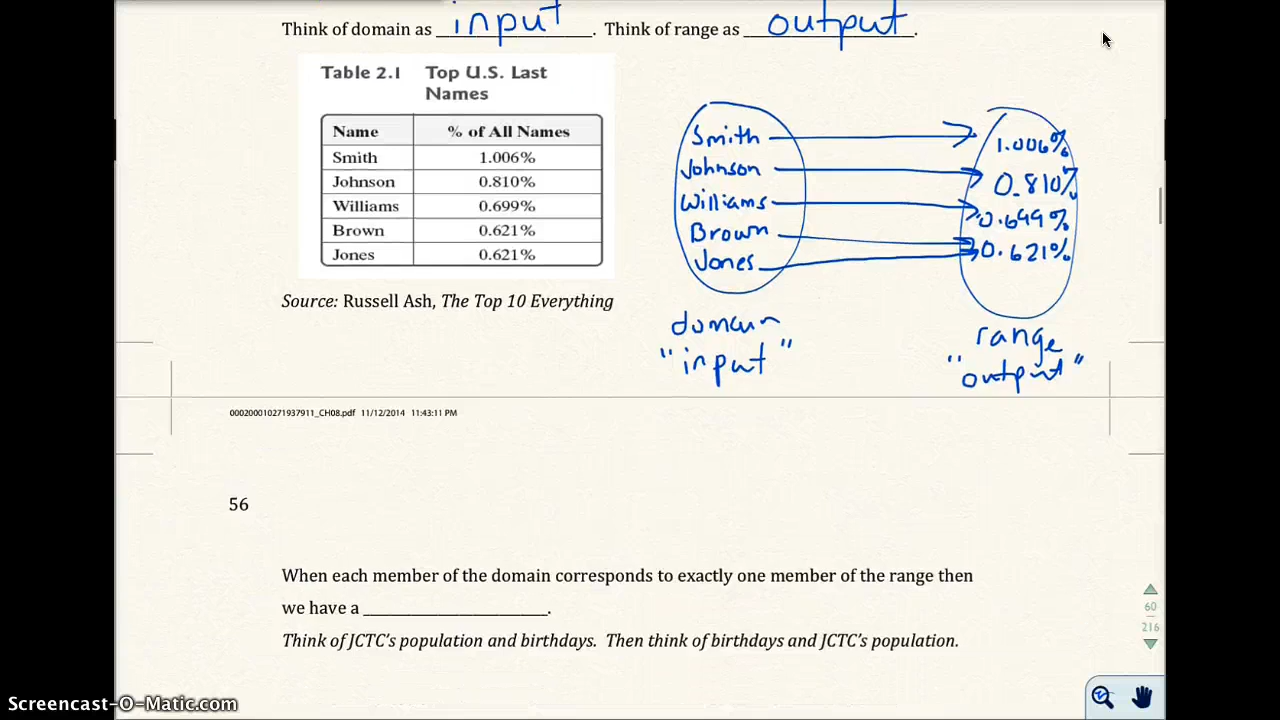 Think of domain as input. Think of range as output.
Table 2.1 Top U.S. Last
Names
Name % of All Names
Smith 1.006%
Johnson 0.810%
Williams 0.699%
Brown 0.621%
Jones 0.621%
Source: Russell Ash, The Top 10 Everything
Smith 1.006%
Johnson 0.810%
Williams 0.699%
Brown 0.621%
Jones
domain
"input"
range
"output"
000200010271937911_CH08.pdf 11/12/2014 11:43:11 PM
56
When each member of the domain corresponds to exactly one member of the range then
we have a ______________________.
Think of JCTC's population and birthdays. Then think of birthdays and JCTC's population.
60
216
Screencast-O-Matic.com